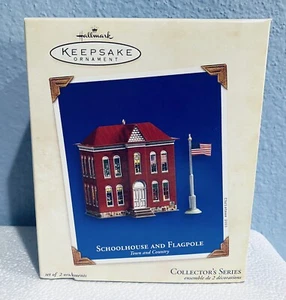 Hallmark
KEEPSAKE
ORNAMENT
SCHOOLHOUSE AND FLAGPOLE
Town and Country
set of 2 ornaments
COLLECTOR'S SERIES
ensemble de 2 décorations